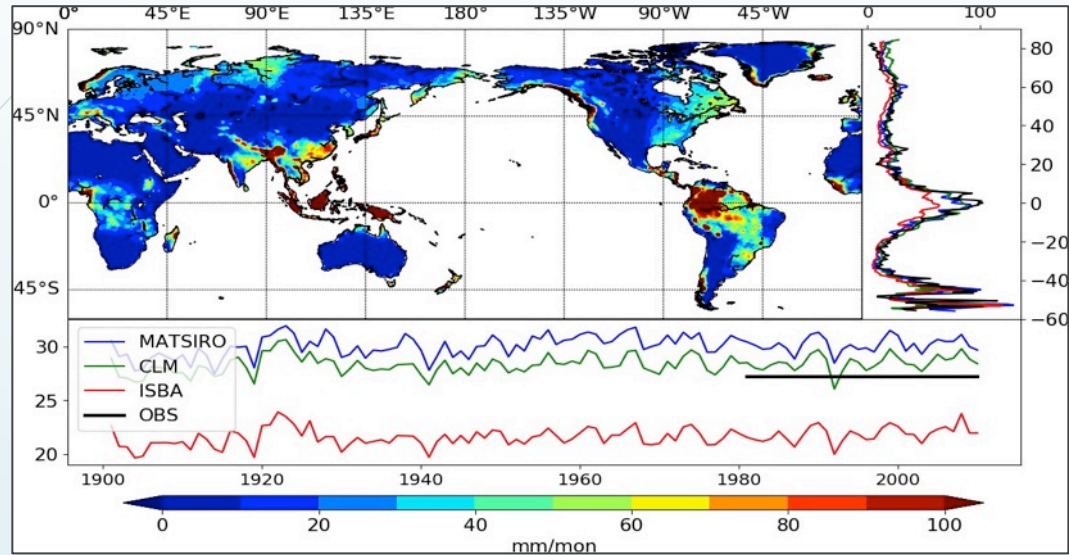 0° 45°E 90°E 135°E 180° 135°W 90°W 45°W 0 100
90°N 80
60
45°N 40
20
0° 0
−20
45°S −40
−60
30 MATSIRO
CLM
25 ISBA
OBS
20
1900 1920 1940 1960 1980 2000
0 20 40 60 80 100
mm/mon